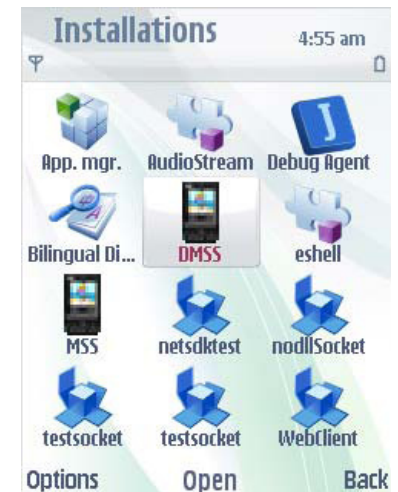 Installations 4:55 am
App. mgr. AudioStream Debug Agent
Bilingual Di... DMSS eshell
MSS netsdktest nodllSocket
testsocket testsocket WebClient
Options Open Back